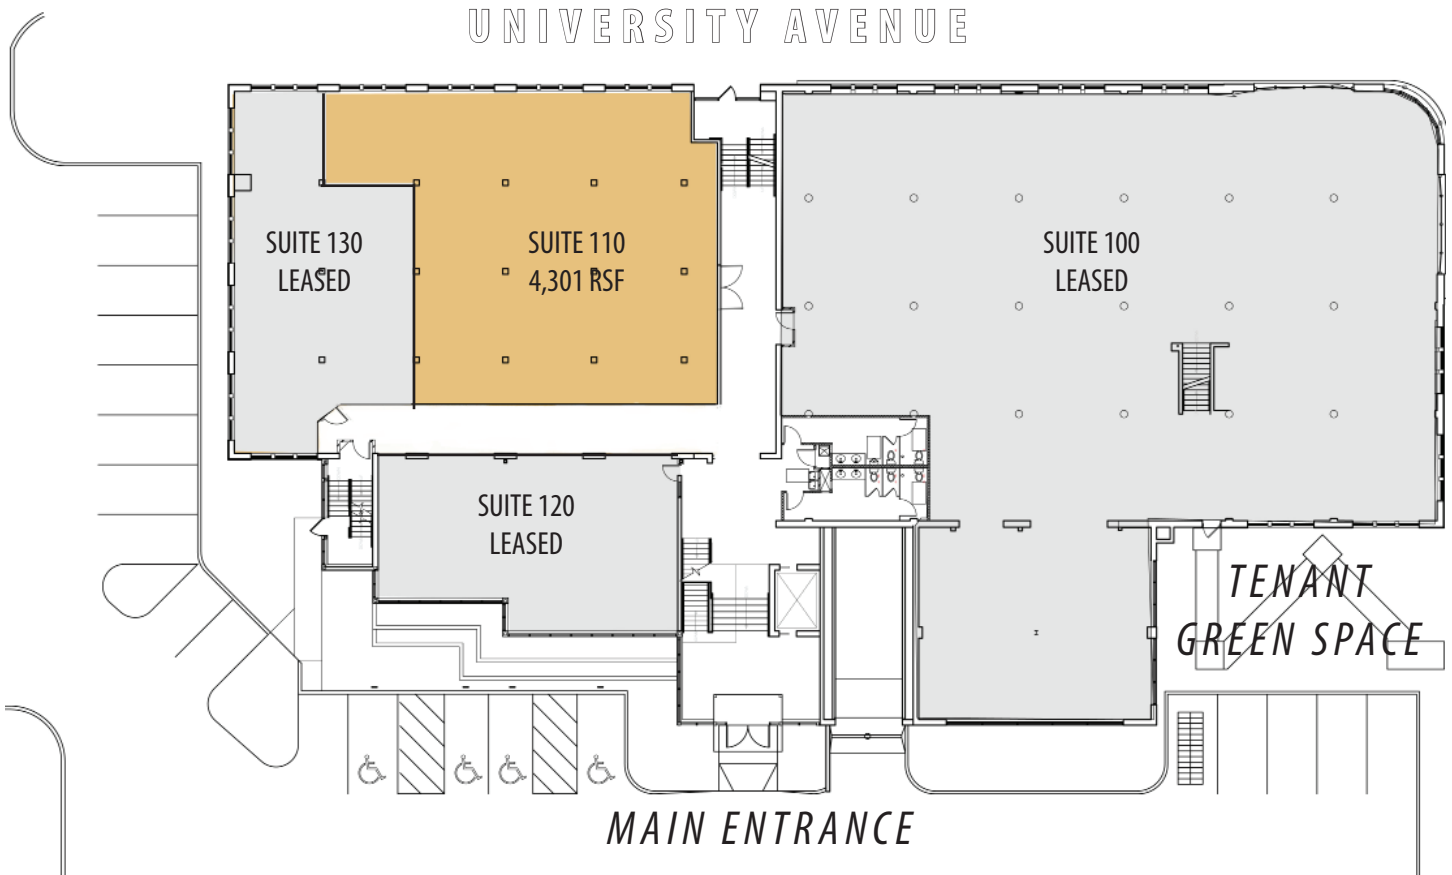 UNIVERSITY AVENUE
SUITE 130
LEASED
SUITE 110
4,301 RSF
SUITE 100
LEASED
SUITE 120
LEASED
TENANT
GREEN SPACE
MAIN ENTRANCE